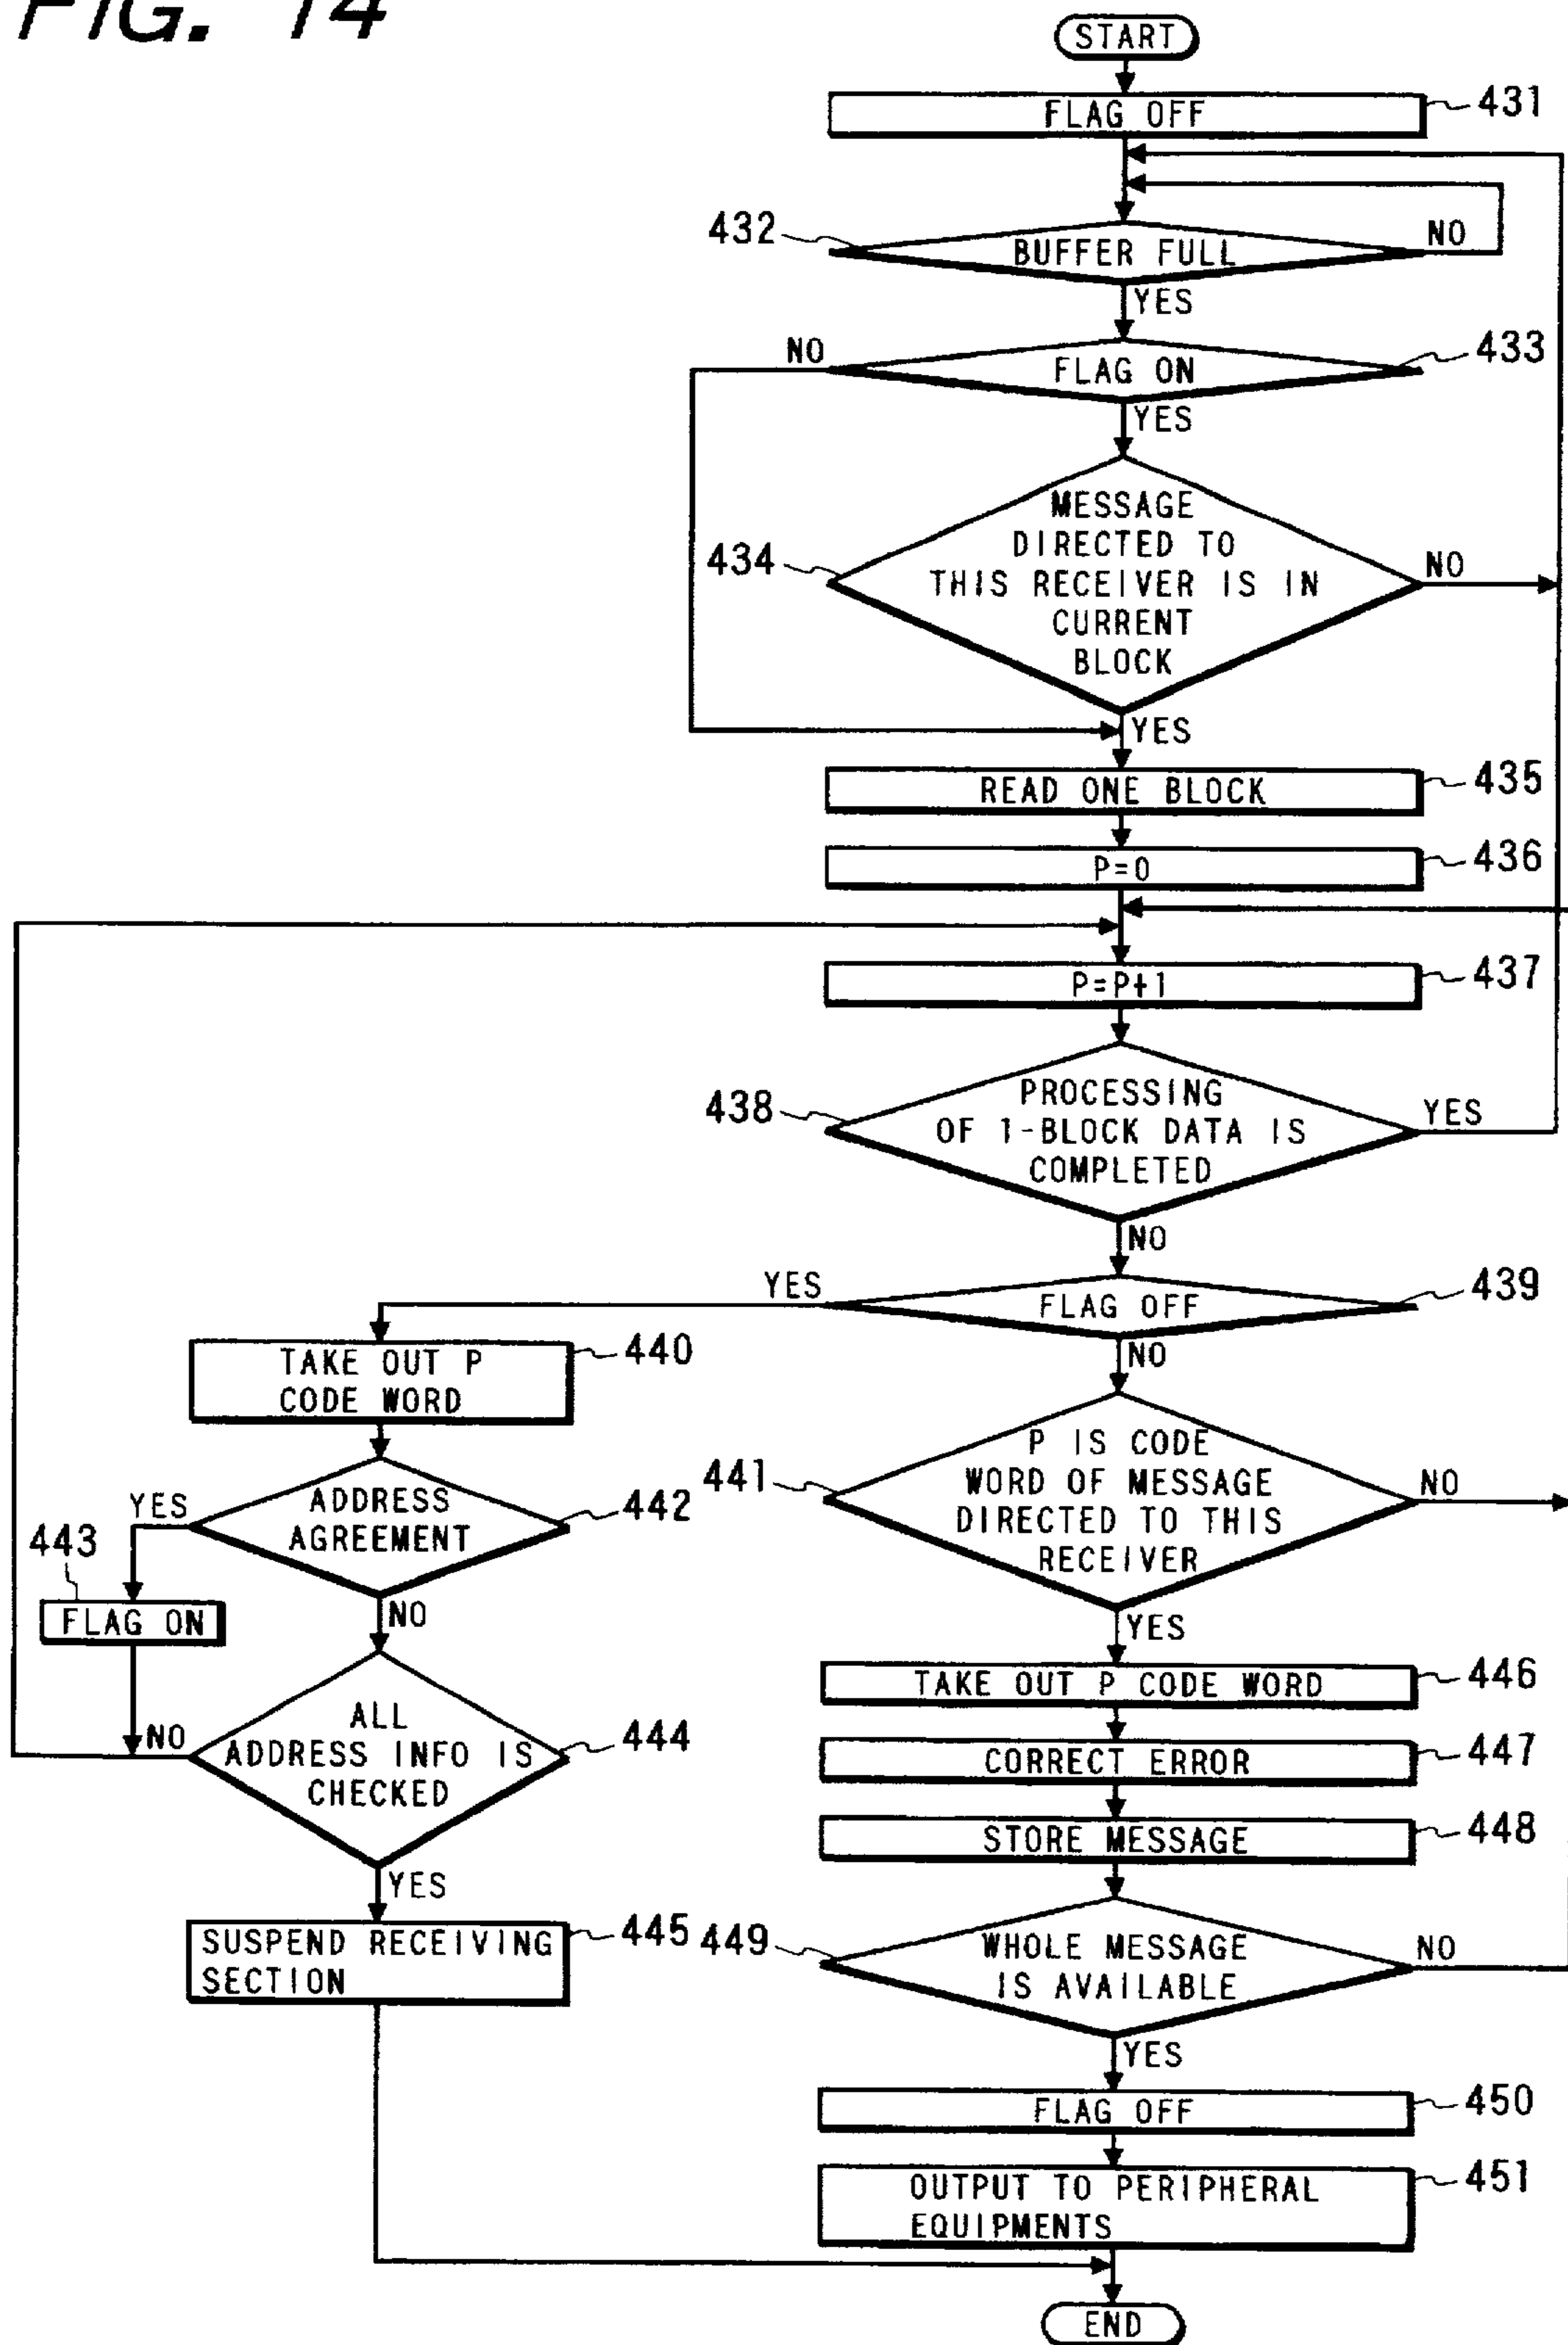 FIG. 14
START
FLAG OFF
431
432
BUFFER FULL
NO
YES
NO
FLAG ON
433
YES
434
MESSAGE
DIRECTED TO
THIS RECEIVER IS IN
CURRENT
BLOCK
NO
YES
READ ONE BLOCK
435
P=0
436
P=P+1
437
438
PROCESSING
OF 1-BLOCK DATA IS
COMPLETED
YES
NO
YES
FLAG OFF
439
NO
TAKE OUT P
CODE WORD
440
441
P IS CODE
WORD OF MESSAGE
DIRECTED TO THIS
RECEIVER
NO
YES
YES
ADDRESS
AGREEMENT
442
NO
443
FLAG ON
NO
ALL
ADDRESS INFO IS
CHECKED
444
YES
SUSPEND RECEIVING
SECTION
445
TAKE OUT P CODE WORD
446
CORRECT ERROR
447
STORE MESSAGE
448
449
WHOLE MESSAGE
IS AVAILABLE
NO
YES
FLAG OFF
450
OUTPUT TO PERIPHERAL
EQUIPMENTS
451
END